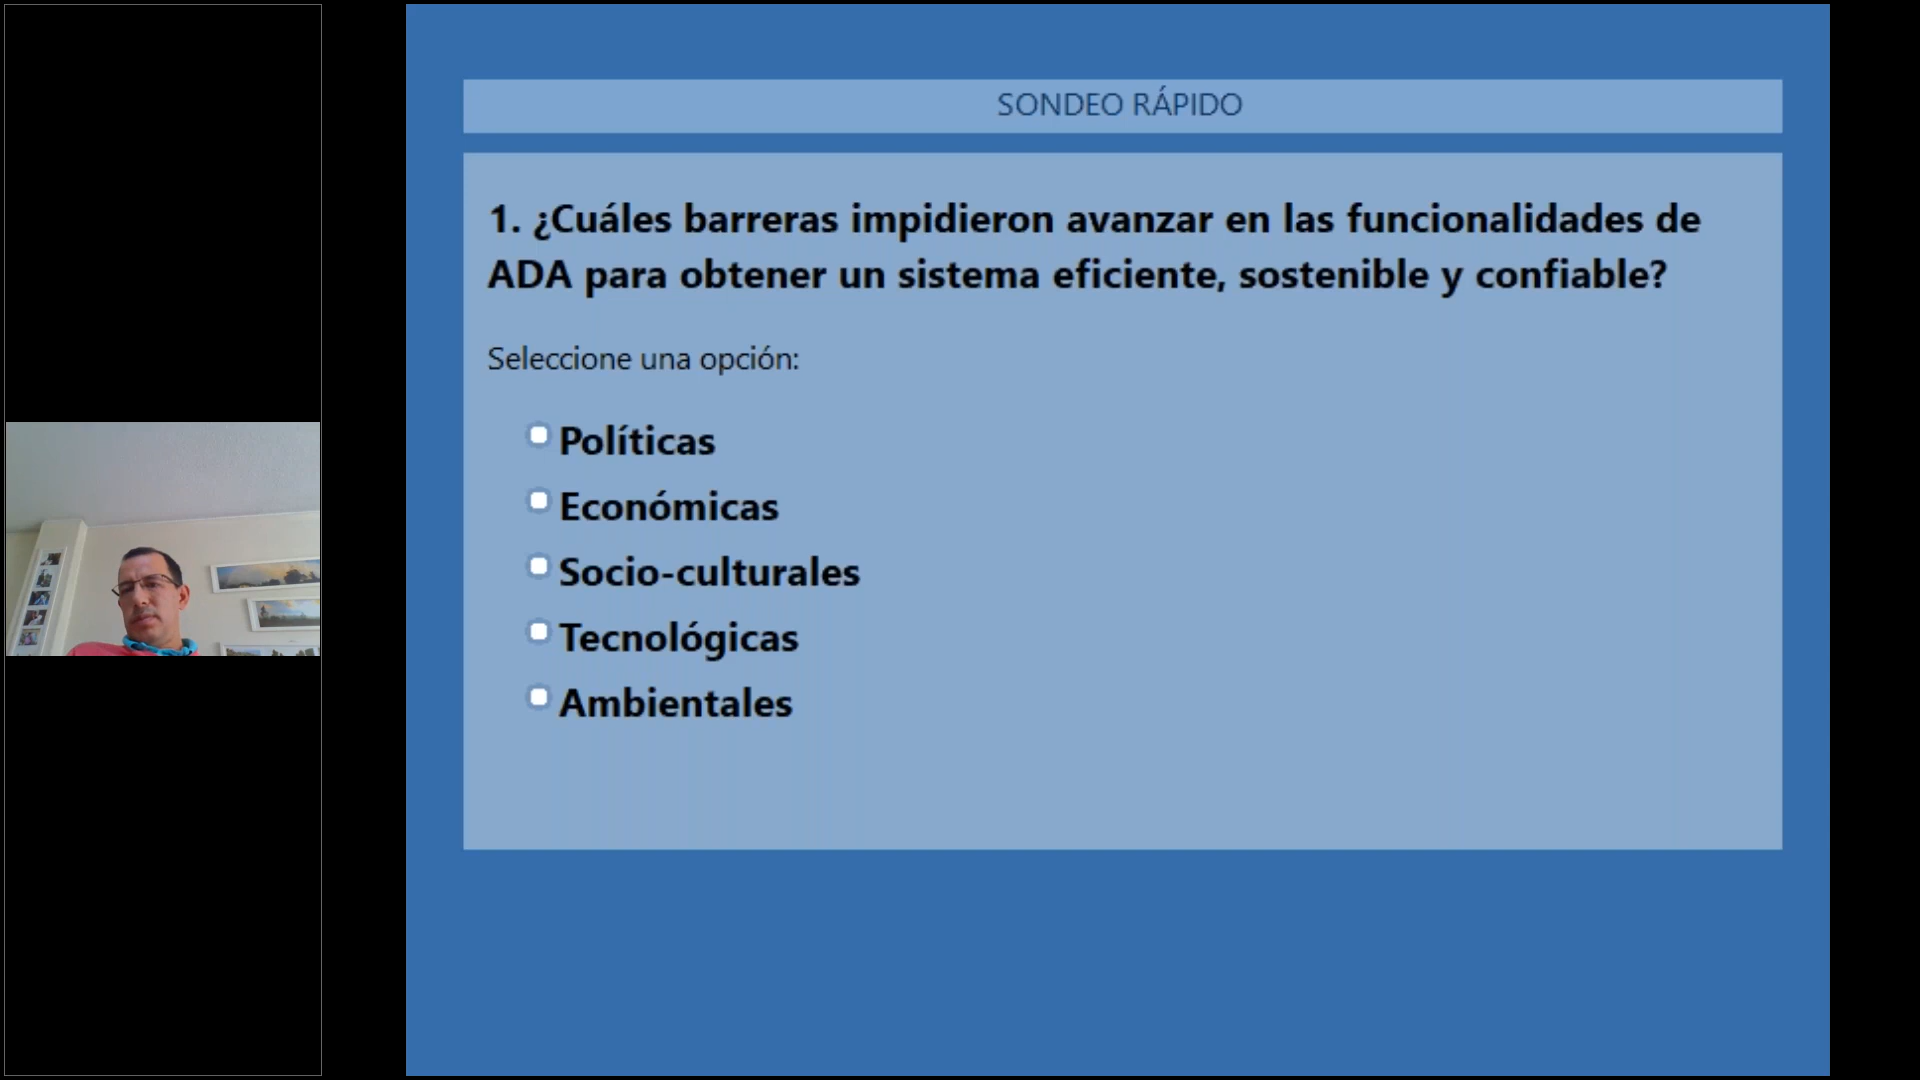 SONDEO RÁPIDO
1. ¿Cuáles barreras impidieron avanzar en las funcionalidades de
ADA para obtener un sistema eficiente, sostenible y confiable?
Seleccione una opción:
Políticas
Económicas
Socio-culturales
Tecnológicas
Ambientales